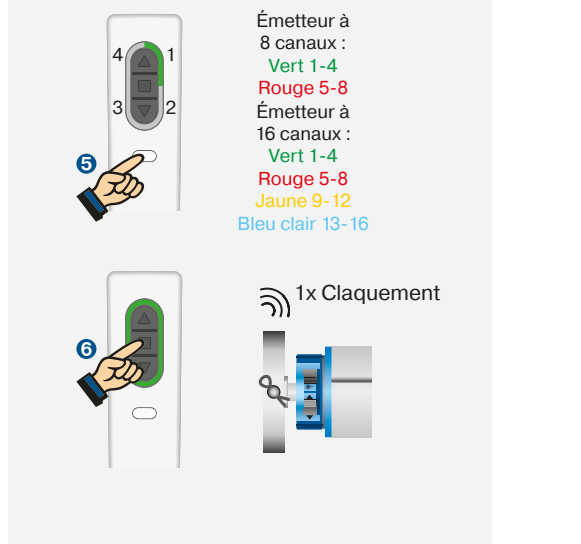 4 1
3 2
5
Émetteur à
8 canaux :
Vert 1-4
Rouge 5-8
Émetteur à
16 canaux :
Vert 1-4
Rouge 5-8
Jaune 9-12
Bleu clair 13-16
6
1x Claquement